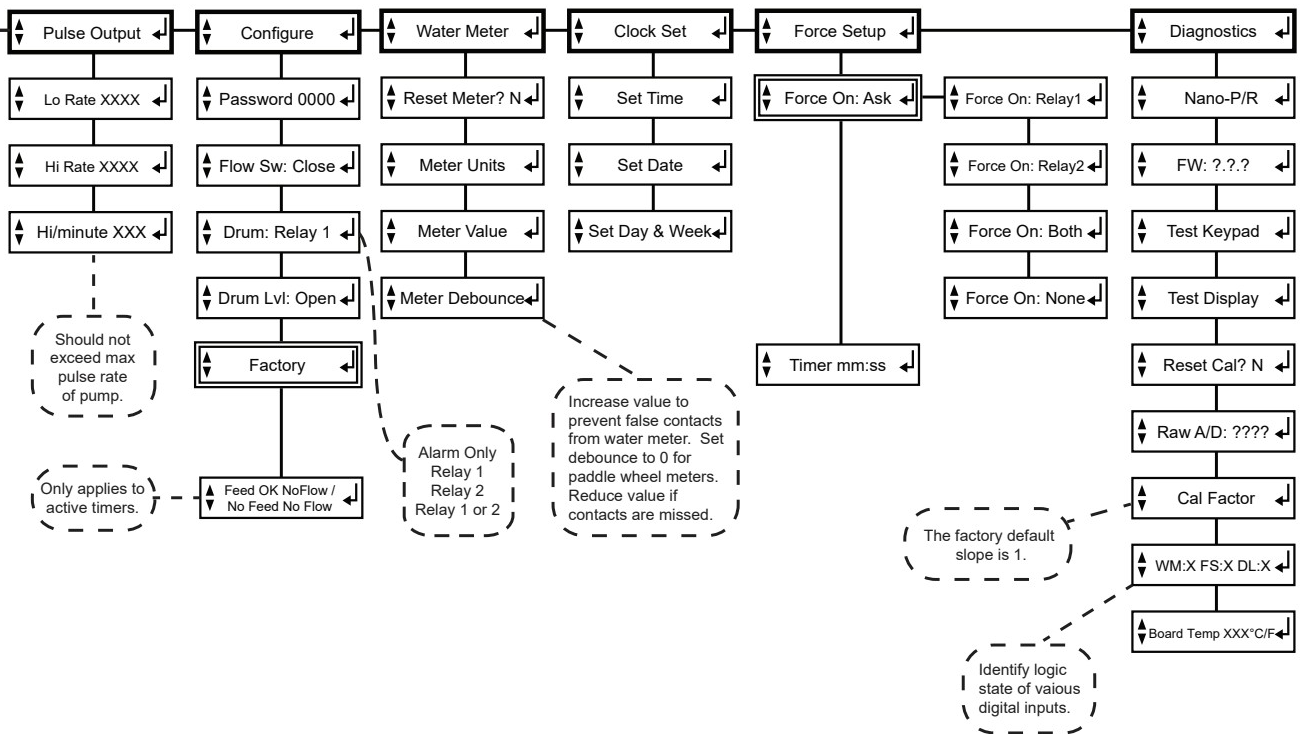 Pulse Output
Configure
Water Meter
Clock Set
Force Setup
Diagnostics
Lo Rate XXXX
Hi Rate XXXX
Hi/minute XXX
Should not
exceed max
pulse rate
of pump.
Password 0000
Flow Sw: Close
Drum: Relay 1
Drum Lvl: Open
Factory
Feed OK NoFlow /
No Feed No Flow
Only applies to
active timers.
Alarm Only
Relay 1
Relay 2
Relay 1 or 2
Reset Meter? N
Meter Units
Meter Value
Meter Debounce
Increase value to
prevent false contacts
from water meter. Set
debounce to 0 for
paddle wheel meters.
Reduce value if
contacts are missed.
Set Time
Set Date
Set Day & Week
Force On: Ask
Timer mm:ss
Force On: Relay1
Force On: Relay2
Force On: Both
Force On: None
Nano-P/R
FW: ?.?.?
Test Keypad
Test Display
Reset Cal? N
Raw A/D: ????
Cal Factor
The factory default
slope is 1.
WM:X FS:X DL:X
Identify logic
state of vaious
digital inputs.
Board Temp XXX°C/F